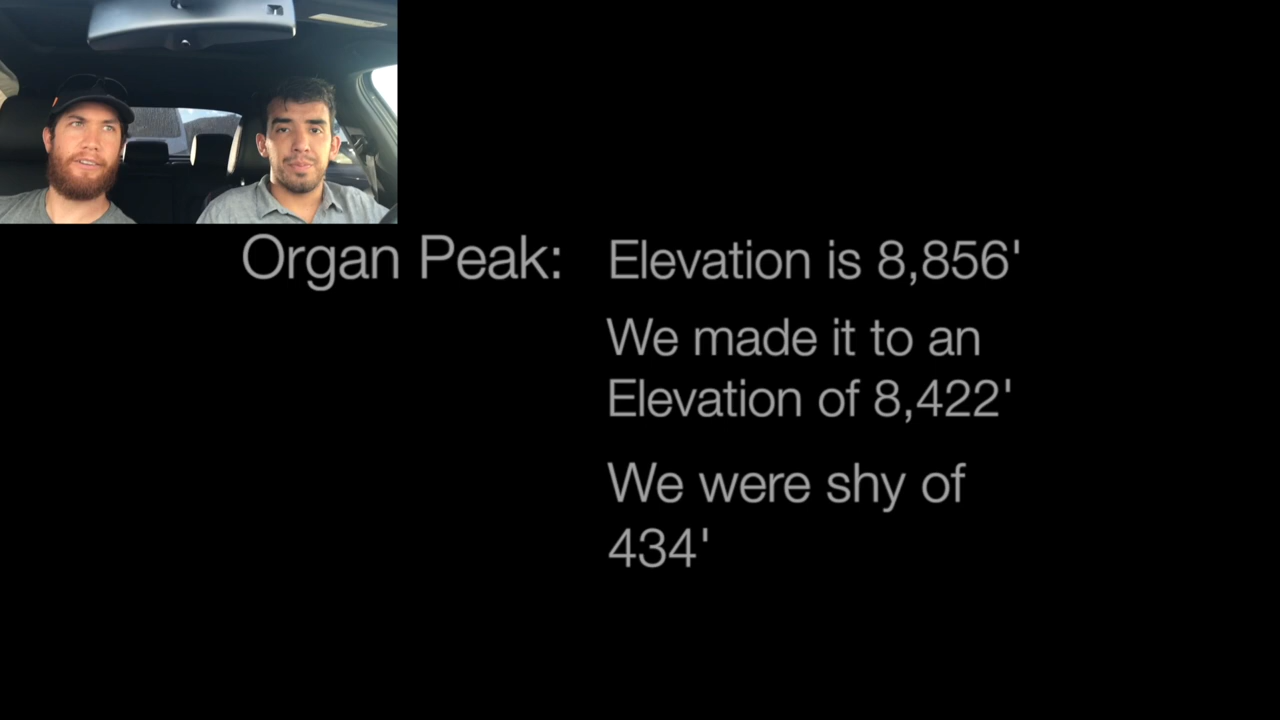 Organ Peak: Elevation is 8,856'
We made it to an
Elevation of 8,422'
We were shy of
434'